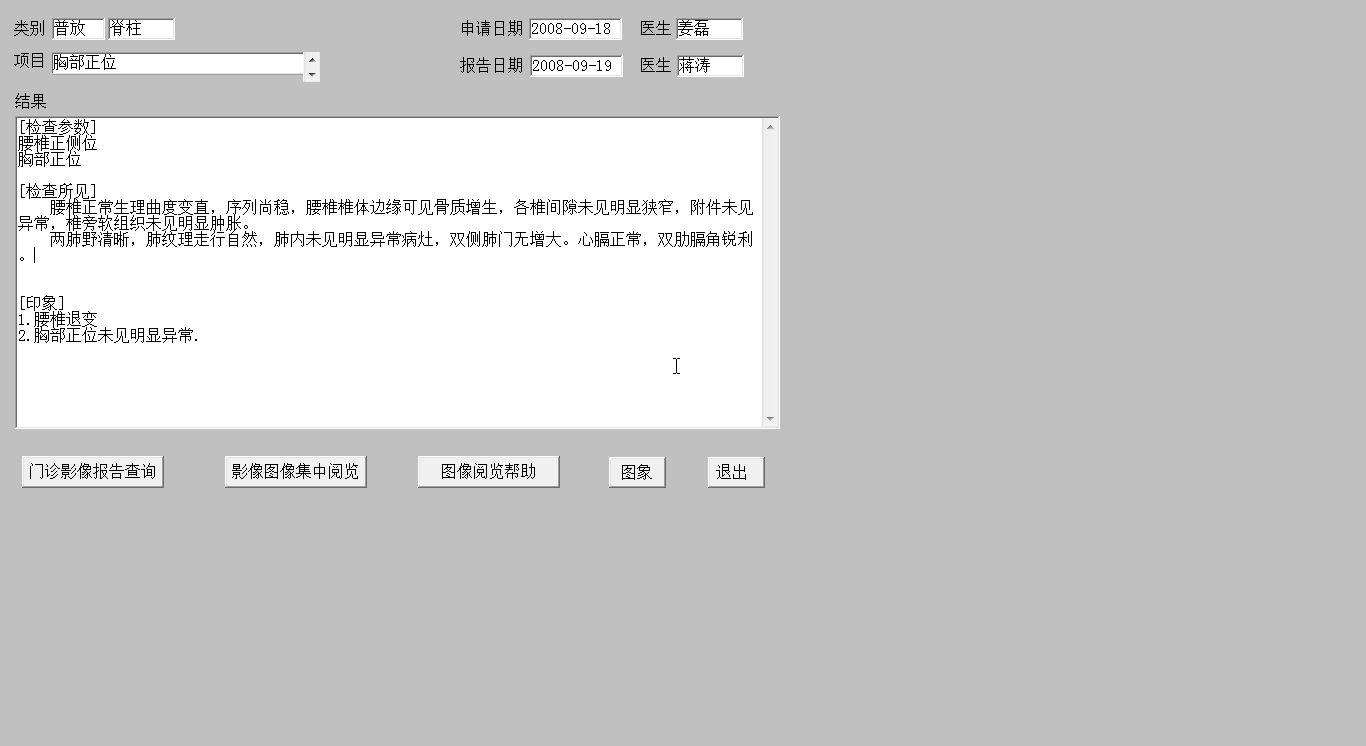 类别 普放 脊柱 申请日期 2008-09-18 医生 姜磊
项目 胸部正位 报告日期 2008-09-19 医生 蒋涛
结果
[检查参数]
腰椎正侧位
胸部正位
[检查所见]
腰椎正常生理曲度变直，序列尚稳，腰椎椎体边缘可见骨质增生，各椎间隙未见明显狭窄，附件未见
异常，椎旁软组织未见明显肿胀。
两肺野清晰，肺纹理走行自然，肺内未见明显异常病灶，双侧肺门无增大。心膈正常，双肋膈角锐利
。
[印象]
1.腰椎退变
2.胸部正位未见明显异常.
门诊影像报告查询 影像图像集中阅览 图像阅览帮助 图象 退出